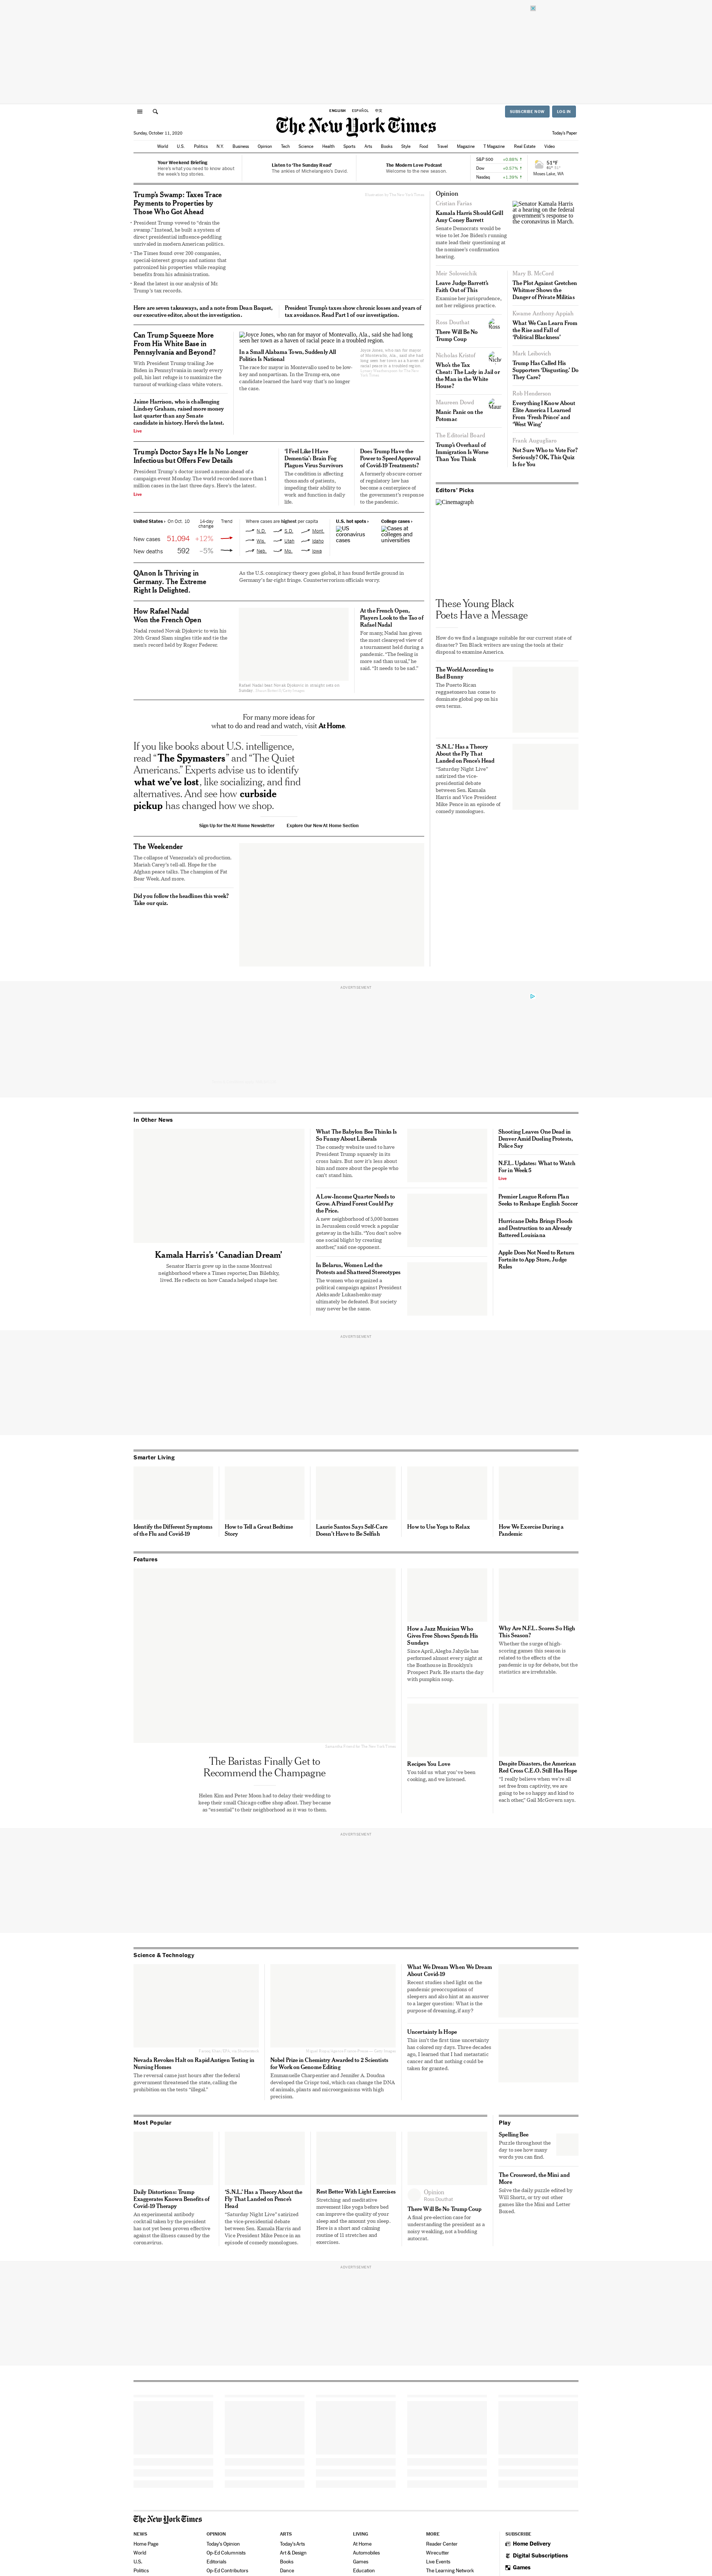 ENGLISH ESPAÑOL 中文
SUBSCRIBE NOW LOG IN
The New York Times
Sunday, October 11, 2020
Today's Paper
World U.S. Politics N.Y. Business Opinion Tech Science Health Sports Arts Books Style Food Travel Magazine T Magazine Real Estate Video
Your Weekend Briefing
Here's what you need to know about
the week's top stories.
Listen to 'The Sunday Read'
The ankles of Michelangelo's David.
The Modern Love Podcast
Welcome to the new season.
S&P 500 +0.88% ↑
Dow +0.57% ↑
Nasdaq +1.39% ↑
51°F
Moses Lake, WA
Trump's Swamp: Taxes Trace
Payments to Properties by
Those Who Got Ahead
• President Trump vowed to "drain the
swamp." Instead, he built a system of
direct presidential influence-peddling
unrivaled in modern American politics.
• The Times found over 200 companies,
special-interest groups and nations that
patronized his properties while reaping
benefits from his administration.
• Read the latest in our analysis of Mr.
Trump's tax records.
Here are seven takeaways, and a note from Dean Baquet,
our executive editor, about the investigation.
President Trump's taxes show chronic losses and years of
tax avoidance. Read Part 1 of our investigation.
Can Trump Squeeze More
From His White Base in
Pennsylvania and Beyond?
With President Trump trailing Joe
Biden in Pennsylvania in nearly every
poll, his last refuge is to maximize the
turnout of working-class white voters.
Jaime Harrison, who is challenging
Lindsey Graham, raised more money
last quarter than any Senate
candidate in history. Here's the latest.
Live
Joyce Jones, who ran for mayor of Montevallo, Ala., said she had long
seen her town as a haven of racial peace in a troubled region.
In a Small Alabama Town, Suddenly All
Politics Is National
The race for mayor in Montevallo used to be low-
key and nonpartisan. In the Trump era, one
candidate learned the hard way that's no longer
the case.
Joyce Jones, who ran for mayor
of Montevallo, Ala., said she had
long seen her town as a haven of
racial peace in a troubled region.
Trump's Doctor Says He Is No Longer
Infectious but Offers Few Details
President Trump's doctor issued a memo ahead of a
campaign event Monday. The world recorded more than 1
million cases in the last three days. Here's the latest.
Live
'I Feel Like I Have
Dementia': Brain Fog
Plagues Virus Survivors
The condition is affecting
thousands of patients,
impeding their ability to
work and function in daily
life.
Does Trump Have the
Power to Speed Approval
of Covid-19 Treatments?
A century of regulatory
law has become a
formidable guardrail
of the government's response
to the pandemic.
United States › On Oct. 10 14-day
change Trend
New cases 51,094 +12%
New deaths 592 –5%
Where cases are highest per capita
N.D. S.D. Mont.
Wis. Utah Idaho
Neb. Mo. Iowa
U.S. hot spots ›
US
coronavirus
cases
College cases ›
Cases at
colleges and
universities
QAnon Is Thriving in
Germany. The Extreme
Right Is Delighted.
As the U.S. conspiracy theory goes global, it has found fertile ground in
Germany's far-right fringe. Counterterrorism officials worry.
How Rafael Nadal
Won the French Open
Nadal routed Novak Djokovic to win his
20th Grand Slam singles title and tie the
men's record held by Roger Federer.
At the French Open,
Players Look to the Tao of
Rafael Nadal
For many, Nadal has given
the most cleareyed view of
a tournament held during a
pandemic. "The feeling is
more sad than usual," he
said. "It needs to be sad."
For many more ideas for
what to do and read and watch, visit At Home.
If you like books about U.S. intelligence,
read "The Spymasters" and "The Quiet
Americans." Experts advise us to identify
what we've lost, like socializing, and find
alternatives. And see how curbside
pickup has changed how we shop.
Sign Up for the At Home Newsletter Explore Our New At Home Section
The Weekender
The collapse of Venezuela's oil production.
Mariah Carey's tell-all. Hope for the
Afghan peace talks. The champion of Fat
Bear Week. And more.
Did you follow the headlines this week?
Take our quiz.
Opinion
Cristian Farias
Kamala Harris Should Grill
Amy Coney Barrett
Senate Democrats would be
wise to let Joe Biden's running
mate lead their questioning at
the nominee's confirmation
hearing.
Senator Kamala Harris
at a hearing on the federal
government's response to
the coronavirus in March.
Meir Soloveichik
Leave Judge Barrett's
Faith Out of This
Examine her jurisprudence,
not her religious practice.
Ross Douthat
There Will Be No
Trump Coup
Nicholas Kristof
Who's the Tax
Cheat: The Lady in Jail or
the Man in the White
House?
Maureen Dowd
Manic Panic on the
Potomac
The Editorial Board
Trump's Overhaul of
Immigration Is Worse
Than You Think
Mary B. McCord
The Plot Against Gretchen
Whitmer Shows the
Danger of Private Militias
Kwame Anthony Appiah
What We Can Learn From
the Rise and Fall of
'Political Blackness'
Mark Leibovich
Trump Has Called His
Supporters 'Disgusting.' Do
They Care?
Rob Henderson
Everything I Know About
Elite America I Learned
From 'Fresh Prince' and
'West Wing'
Frank Augugliaro
Not Sure Who to Vote For?
Seriously? OK, This Quiz
Is for You
Editors' Picks
Cinemagraph
These Young Black
Poets Have a Message
How do we find a language suitable for our current state of
disaster? Ten Black writers are using the tools of their
disposal to examine America.
The World According to
Bad Bunny
The Puerto Rican
reggaetonero has come to
dominate global pop on his
own terms.
'S.N.L.' Has a Theory
About the Fly That
Landed on Pence's Head
"Saturday Night Live"
satirized the vice-
presidential debate
between Sen. Kamala
Harris and Vice President
Mike Pence in an episode of
comedy monologues.
ADVERTISEMENT
In Other News
Kamala Harris's 'Canadian Dream'
Senator Harris grew up in the same Montreal
neighborhood where a Times reporter, Dan Bilefsky,
lived. He reflects on how Canada helped shape her.
What The Babylon Bee Thinks Is
So Funny About Liberals
The comedy website used to have
President Trump squarely in its
cross hairs. But now it's less about
him and more about the people who
can't stand him.
A Low-Income Quarter Needs to
Grow. A Prized Forest Could Pay
the Price.
A new neighborhood of 5,000 homes
in Jerusalem could wreck a popular
getaway in the hills. "You don't solve
one social blight by creating
another," said one opponent.
In Belarus, Women Led the
Protests and Shattered Stereotypes
The women who organized a
political campaign against President
Aleksandr Lukashenko may
ultimately be defeated. But society
may never be the same.
Shooting Leaves One Dead in
Denver Amid Dueling Protests,
Police Say
N.F.L. Updates: What to Watch
For in Week 5
Live
Premier League Reform Plan
Seeks to Reshape English Soccer
Hurricane Delta Brings Floods
and Destruction to an Already
Battered Louisiana
Apple Does Not Need to Return
Fortnite to App Store, Judge
Rules
ADVERTISEMENT
Smarter Living
Identify the Different Symptoms
of the Flu and Covid-19
How to Tell a Great Bedtime
Story
Laurie Santos Says Self-Care
Doesn't Have to Be Selfish
How to Use Yoga to Relax
How We Exercise During a
Pandemic
Features
The Baristas Finally Get to
Recommend the Champagne
Helen Kim and Peter Moon had to delay their wedding to
keep their small Chicago coffee shop afloat. They became
as "essential" to their neighborhood as it was to them.
How a Jazz Musician Who
Gives Free Shows Spends His
Sundays
Since April, Alegba Jahyile has
performed almost every night at
the Boathouse in Brooklyn's
Prospect Park. He starts the day
with pumpkin soup.
Why Are N.F.L. Scores So High
This Season?
Whether the surge of high-
scoring games this season is
related to the effects of the
pandemic is up for debate, but the
statistics are irrefutable.
Recipes You Love
You told us what you've been
cooking, and we listened.
Despite Disasters, the American
Red Cross C.E.O. Still Has Hope
"I really believe when we're all
set free from captivity, we are
going to be so happy and kind to
each other," Gail McGovern says.
ADVERTISEMENT
Science & Technology
Nevada Revokes Halt on Rapid Antigen Testing in
Nursing Homes
The reversal came just hours after the federal
government threatened the state, calling the
prohibition on the tests "illegal."
Nobel Prize in Chemistry Awarded to 2 Scientists
for Work on Genome Editing
Emmanuelle Charpentier and Jennifer A. Doudna
developed the Crispr tool, which can change the DNA
of animals, plants and microorganisms with high
precision.
What We Dream When We Dream
About Covid-19
Recent studies shed light on the
pandemic preoccupations of
sleepers and also hint at an answer
to a larger question: What is the
purpose of dreaming, if any?
Uncertainty Is Hope
This isn't the first time uncertainty
has colored my days. Three decades
ago, I learned that I had metastatic
cancer and that nothing could be
taken for granted.
Most Popular
Daily Distortions: Trump
Exaggerates Known Benefits of
Covid-19 Therapy
An experimental antibody
cocktail taken by the president
has not yet been proven effective
against the illness caused by the
coronavirus.
'S.N.L.' Has a Theory About the
Fly That Landed on Pence's
Head
"Saturday Night Live" satirized
the vice-presidential debate
between Sen. Kamala Harris and
Vice President Mike Pence in an
episode of comedy monologues.
Rest Better With Light Exercises
Stretching and meditative
movement like yoga before bed
can improve the quality of your
sleep and the amount you sleep.
Here is a short and calming
routine of 11 stretches and
exercises.
Opinion
Ross Douthat
There Will Be No Trump Coup
A final pre-election case for
understanding the president as a
noisy weakling, not a budding
autocrat.
Play
Spelling Bee
Puzzle throughout the
day to see how many
words you can find.
The Crossword, the Mini and
More
Solve the daily puzzle edited by
Will Shortz, or try out other
games like the Mini and Letter
Boxed.
ADVERTISEMENT
The New York Times
NEWS
Home Page
World
U.S.
Politics
OPINION
Today's Opinion
Op-Ed Columnists
Editorials
Op-Ed Contributors
ARTS
Today's Arts
Art & Design
Books
Dance
LIVING
At Home
Automobiles
Games
Education
MORE
Reader Center
Wirecutter
Live Events
The Learning Network
SUBSCRIBE
Home Delivery
Digital Subscriptions
Games